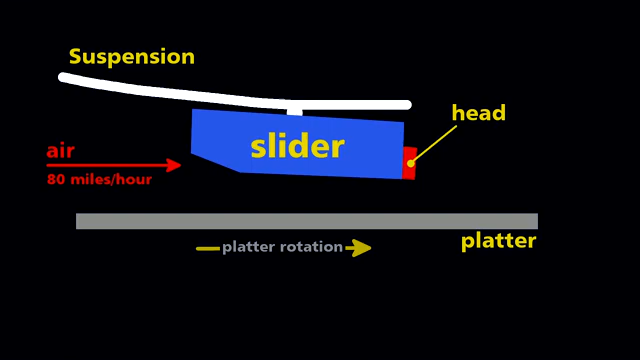 Suspension
head
slider
air
80 miles/hour
platter
platter rotation